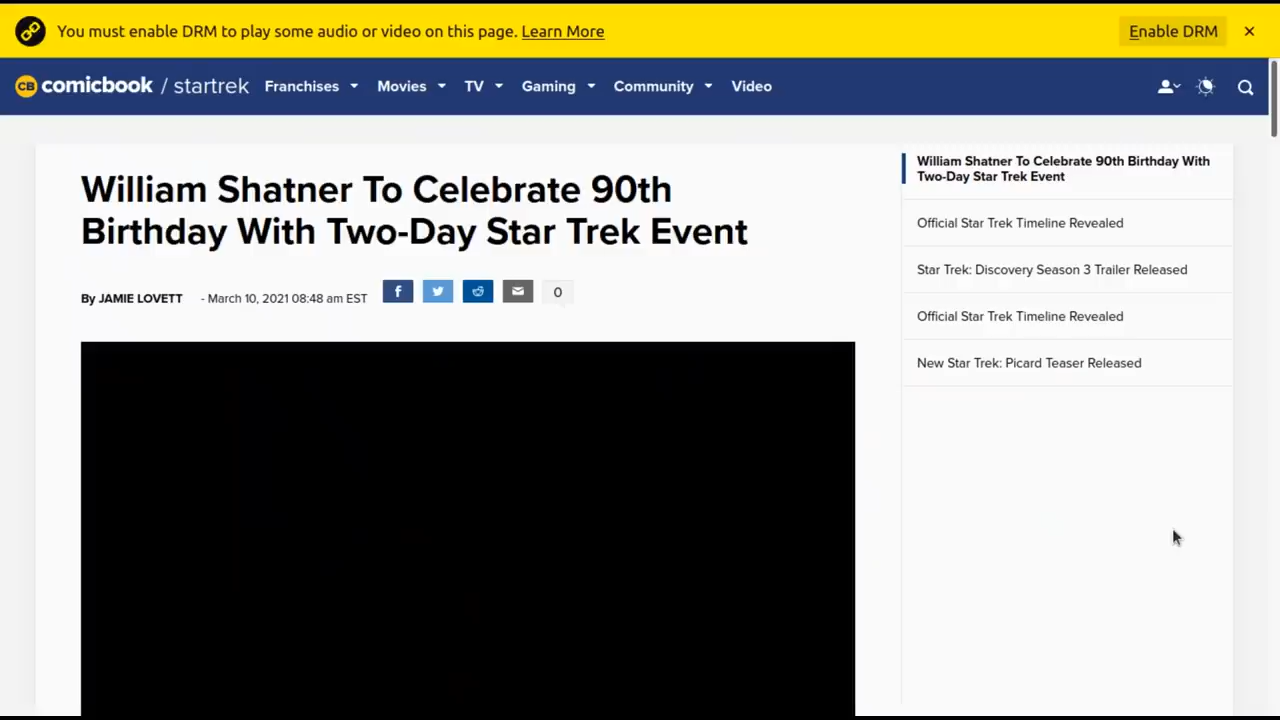 You must enable DRM to play some audio or video on this page. Learn More
Enable DRM
CB comicbook / startrek
Franchises
Movies
TV
Gaming
Community
Video
William Shatner To Celebrate 90th
Birthday With Two-Day Star Trek Event
By JAMIE LOVETT - March 10, 2021 08:48 am EST
0
William Shatner To Celebrate 90th Birthday With
Two-Day Star Trek Event
Official Star Trek Timeline Revealed
Star Trek: Discovery Season 3 Trailer Released
Official Star Trek Timeline Revealed
New Star Trek: Picard Teaser Released